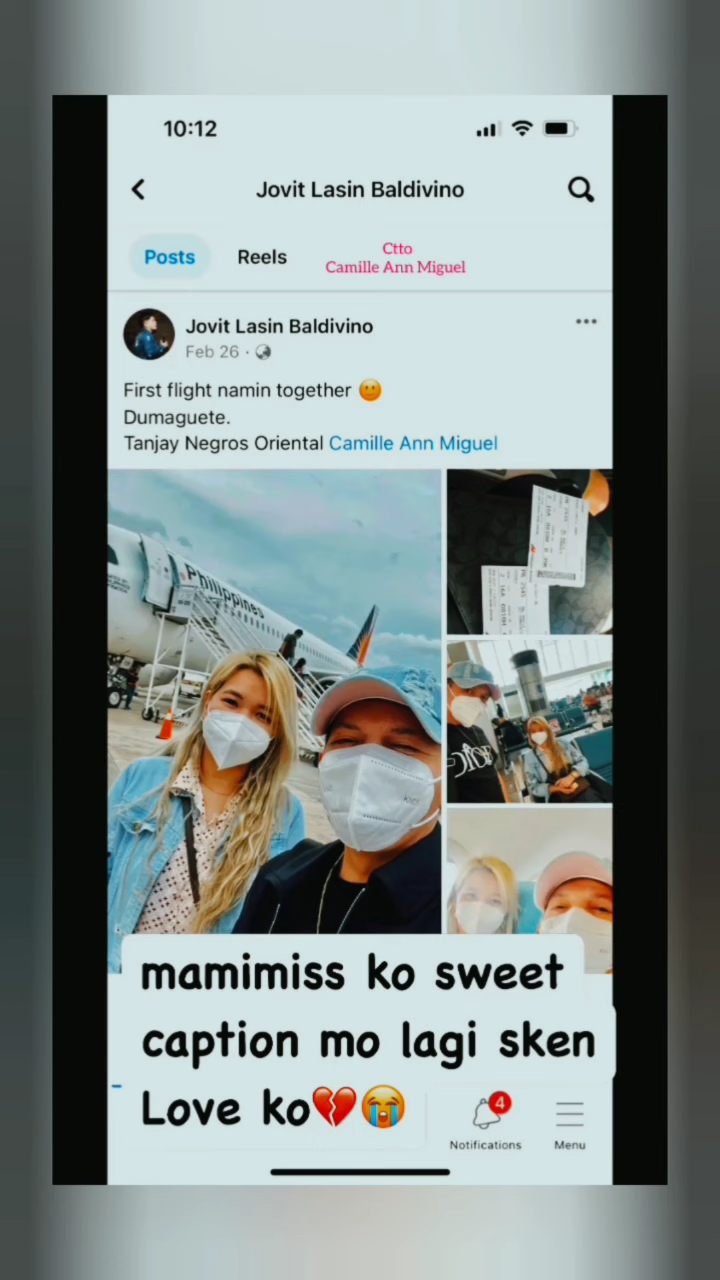 10:12
Jovit Lasin Baldivino
Posts
Reels
Ctto
Camille Ann Miguel
Jovit Lasin Baldivino
Feb 26 ·
First flight namin together 🙂
Dumaguete.
Tanjay Negros Oriental Camille Ann Miguel
Philippines
DIOR
mamimiss ko sweet
caption mo lagi sken
Love ko💔😭
4
Notifications
Menu